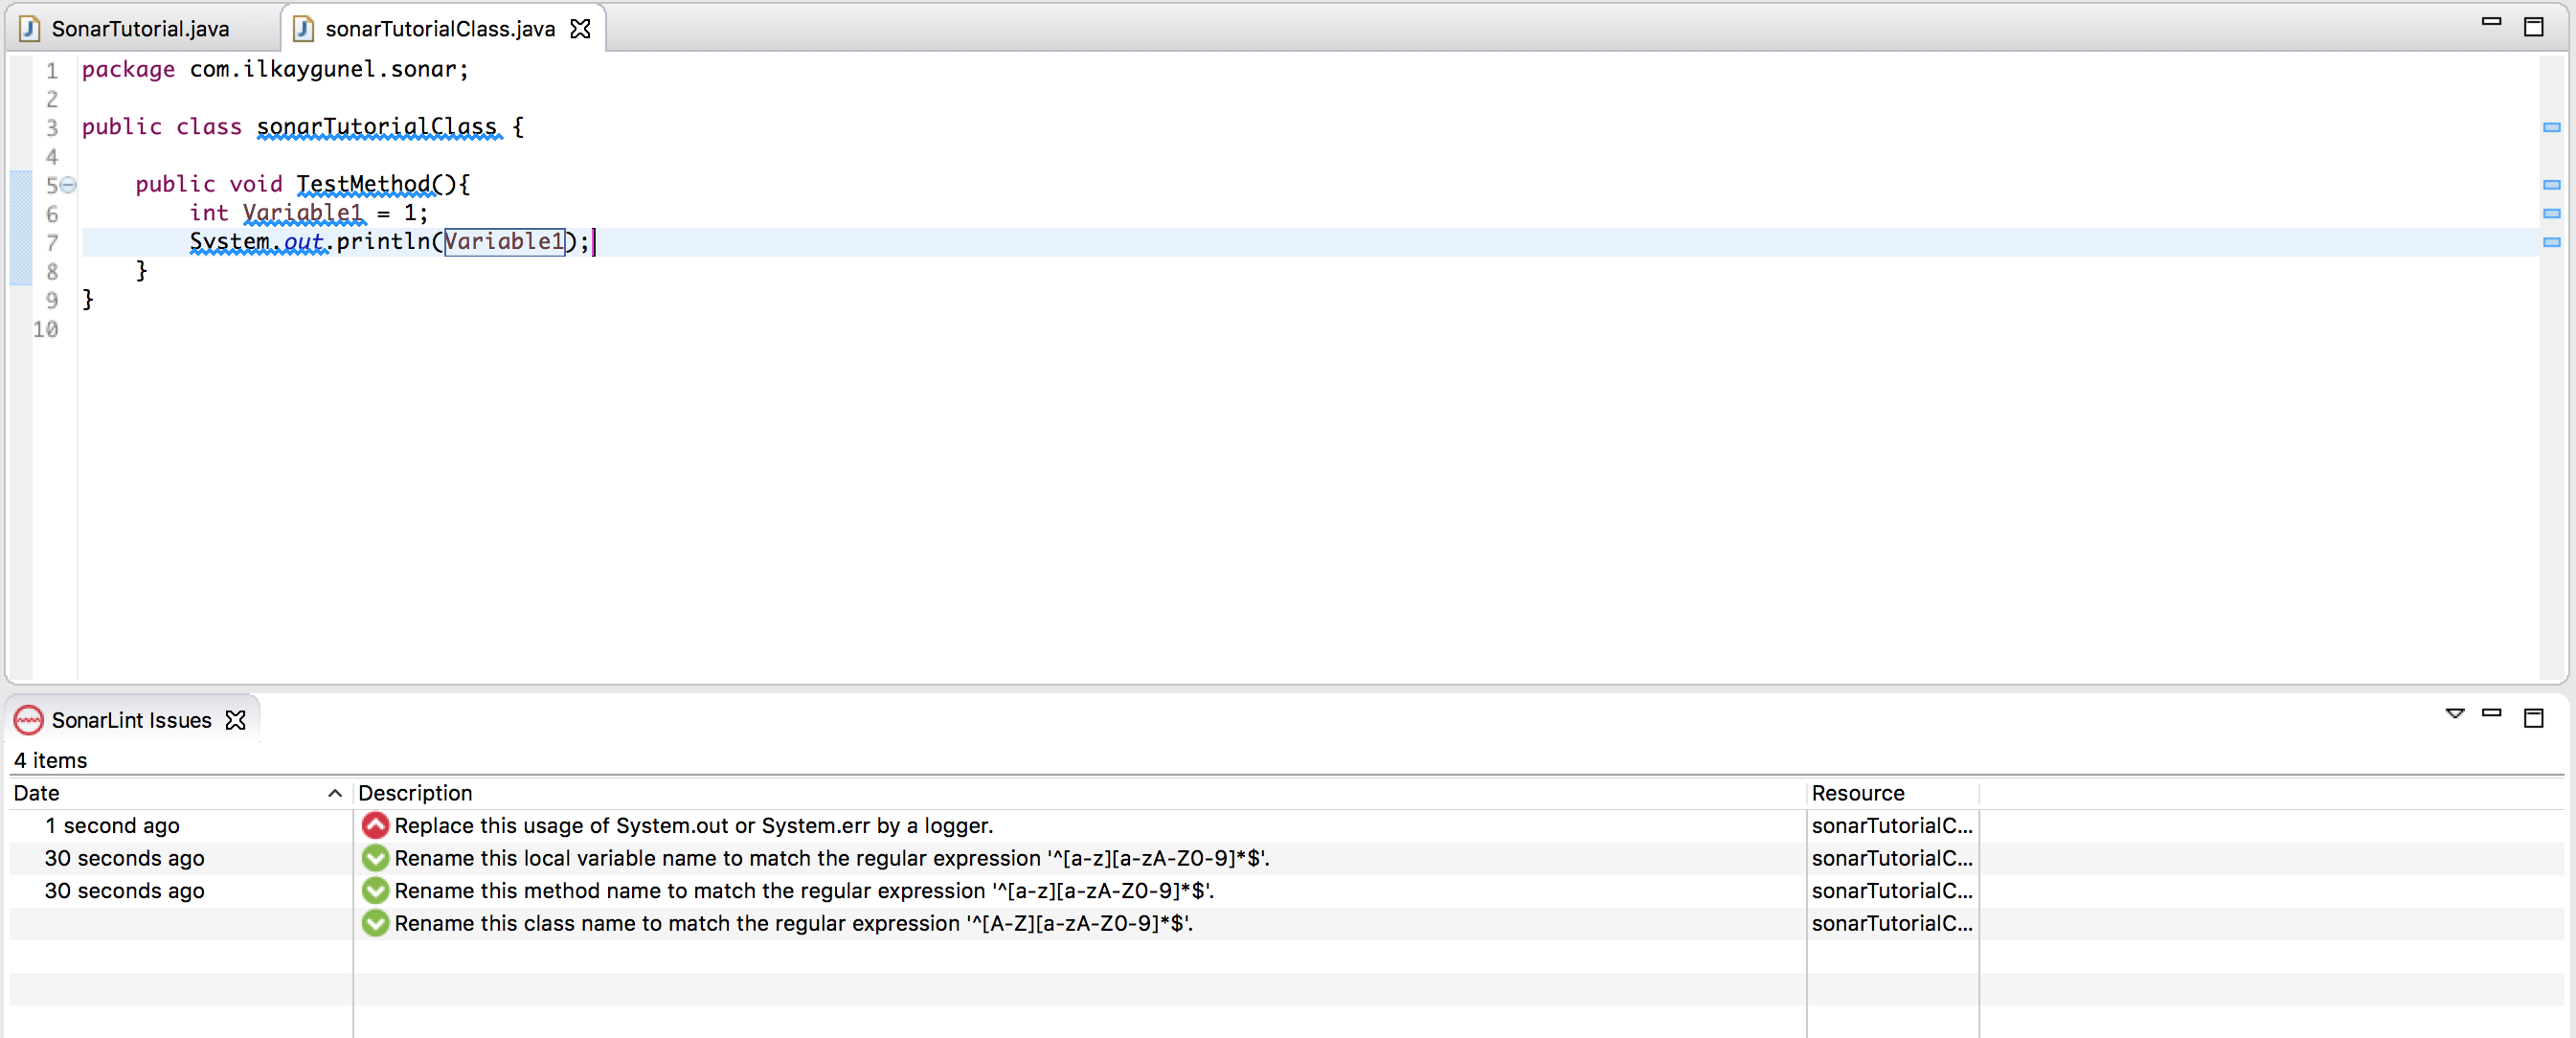 SonarTutorial.java sonarTutorialClass.java
1 package com.ilkaygunel.sonar;
2
3 public class sonarTutorialClass {
4
5 public void TestMethod(){
6 int Variable1 = 1;
7 System.out.println(Variable1);
8 }
9 }
10
SonarLint Issues
4 items
Date Description Resource
1 second ago Replace this usage of System.out or System.err by a logger. sonarTutorialC...
30 seconds ago Rename this local variable name to match the regular expression '^[a-z][a-zA-Z0-9]*$'. sonarTutorialC...
30 seconds ago Rename this method name to match the regular expression '^[a-z][a-zA-Z0-9]*$'. sonarTutorialC...
Rename this class name to match the regular expression '^[A-Z][a-zA-Z0-9]*$'. sonarTutorialC...